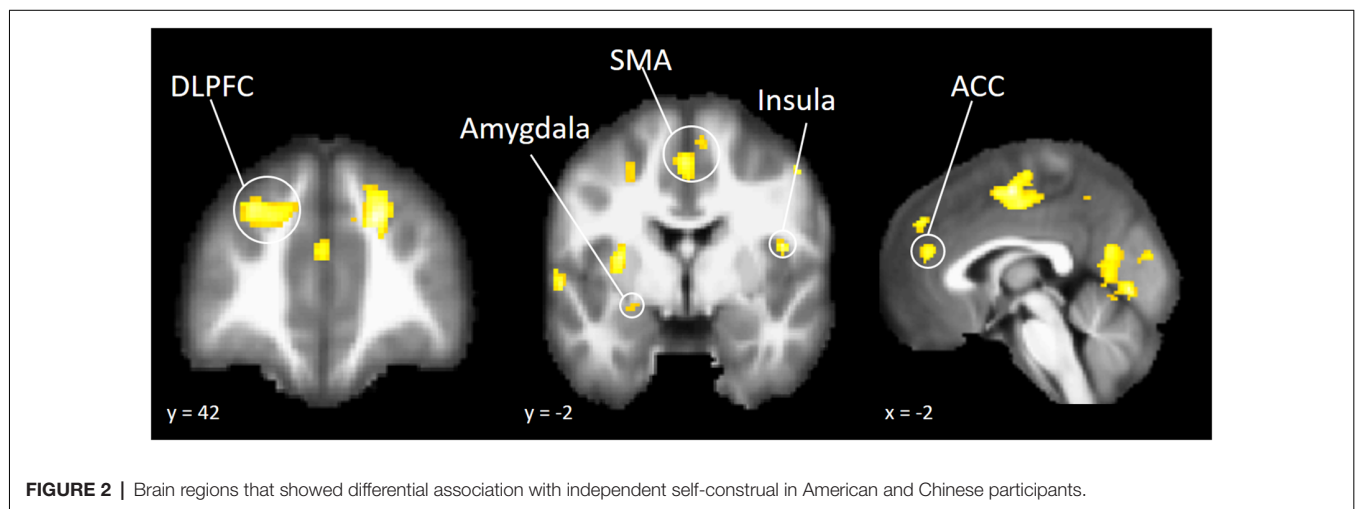 DLPFC
Amygdala
SMA
Insula
ACC
y = 42
y = -2
x = -2
FIGURE 2 | Brain regions that showed differential association with independent self-construal in American and Chinese participants.